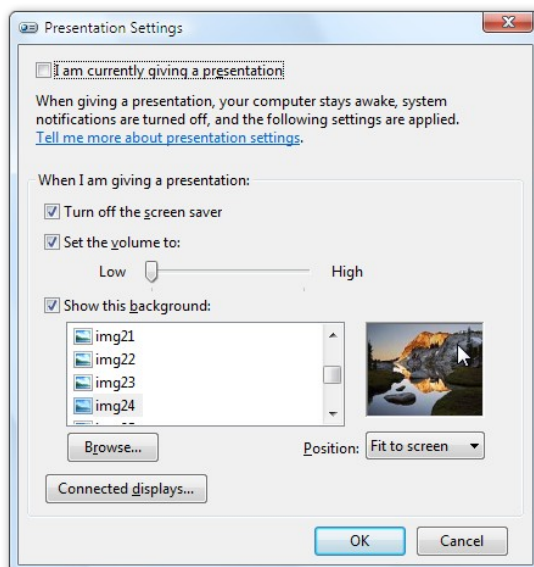 Presentation Settings
I am currently giving a presentation
When giving a presentation, your computer stays awake, system
notifications are turned off, and the following settings are applied.
Tell me more about presentation settings.
When I am giving a presentation:
Turn off the screen saver
Set the volume to:
Low High
Show this background:
img21
img22
img23
img24
Browse...
Position: Fit to screen
Connected displays...
OK Cancel